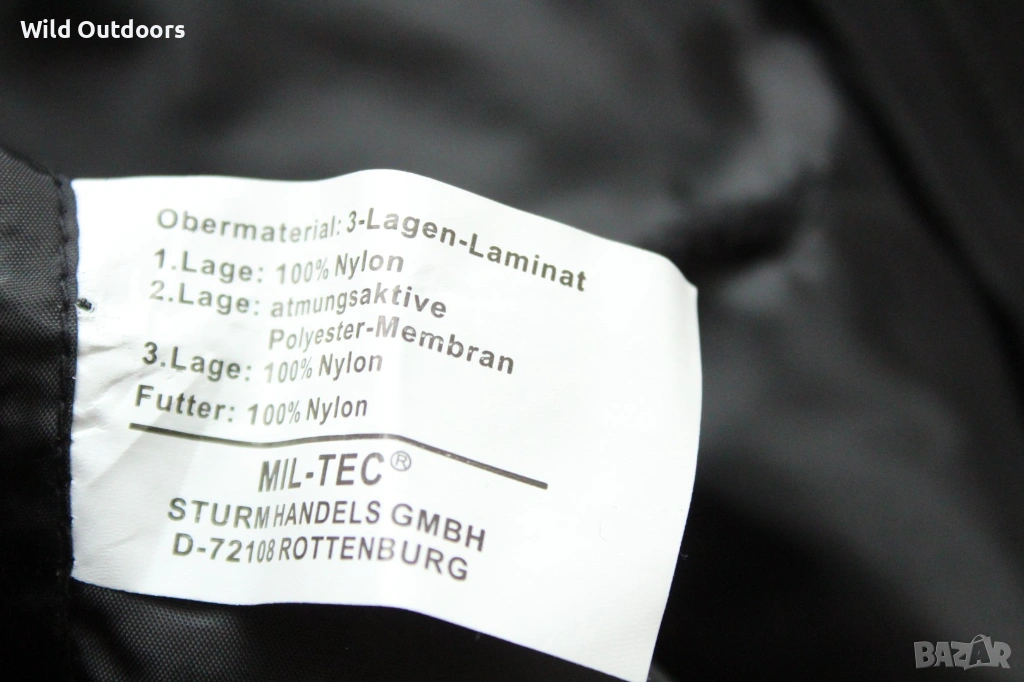 Wild Outdoors
Obermaterial: 3-Lagen-Laminat
1.Lage: 100% Nylon
2.Lage: atmungsaktive
Polyester-Membran
3.Lage: 100% Nylon
Futter: 100% Nylon
MIL-TEC®
STURMHANDELS GMBH
D-72108 ROTTENBURG
BAZAR